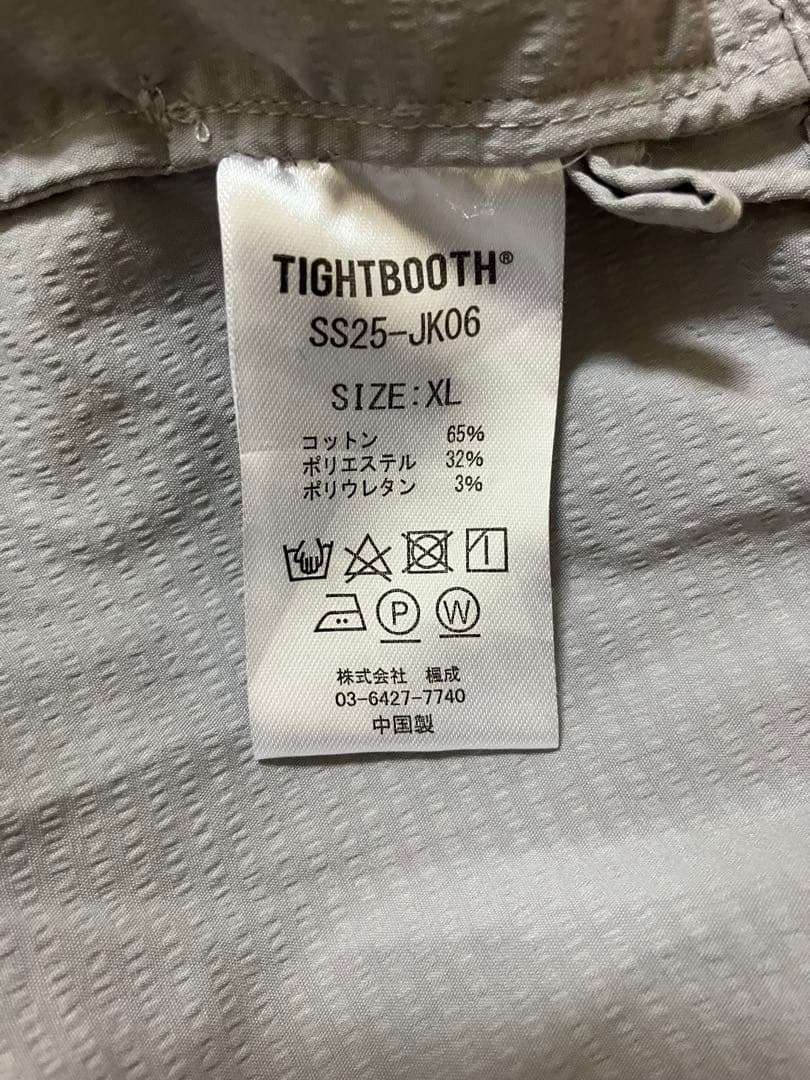 TIGHTBOOTH®
SS25-JK06
SIZE:XL
コットン 65%
ポリエステル 32%
ポリウレタン 3%
P W
株式会社 楓成
03-6427-7740
中国製